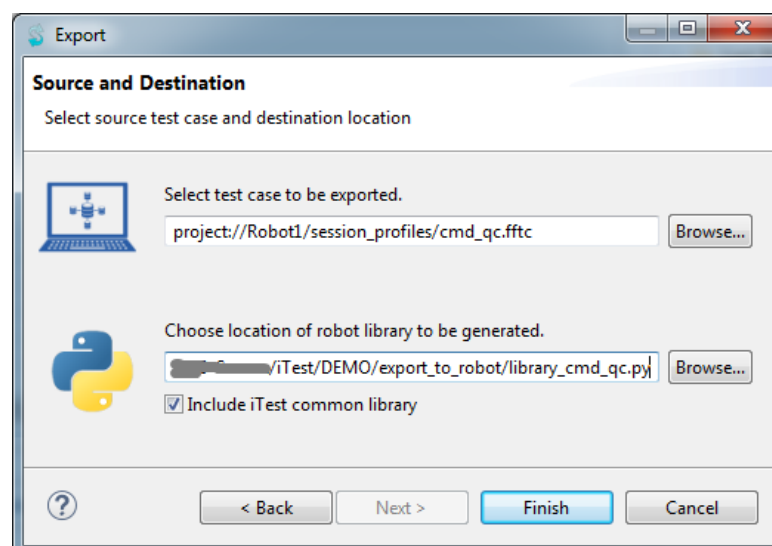 Export
Source and Destination
Select source test case and destination location
Select test case to be exported.
project://Robot1/session_profiles/cmd_qc.fftc
Browse...
Choose location of robot library to be generated.
/iTest/DEMO/export_to_robot/library_cmd_qc.py
Browse...
Include iTest common library
?
< Back
Next >
Finish
Cancel